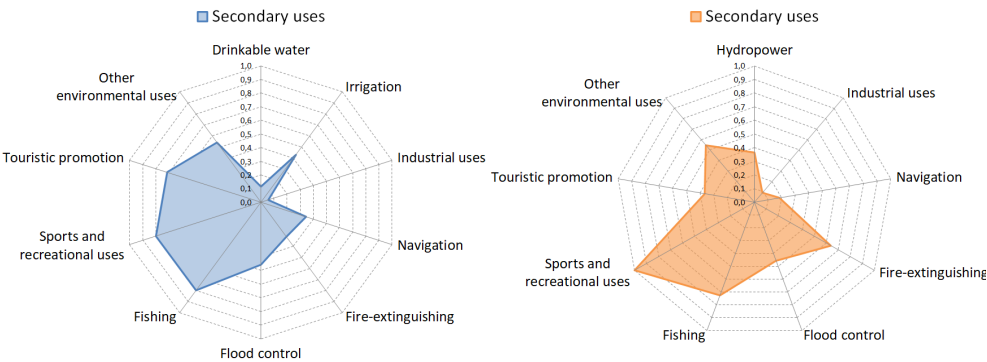 Secondary uses
Drinkable water
1,0
0,9
0,8
0,7
0,6
0,5
0,4
0,3
0,2
0,1
0,0
Irrigation
Industrial uses
Navigation
Fire-extinguishing
Flood control
Fishing
Sports and
recreational uses
Touristic promotion
Other
environmental uses
Secondary uses
Hydropower
1,0
0,9
0,8
0,7
0,6
0,5
0,4
0,3
0,2
0,1
0,0
Industrial uses
Navigation
Fire-extinguishing
Flood control
Fishing
Sports and
recreational uses
Touristic promotion
Other
environmental uses